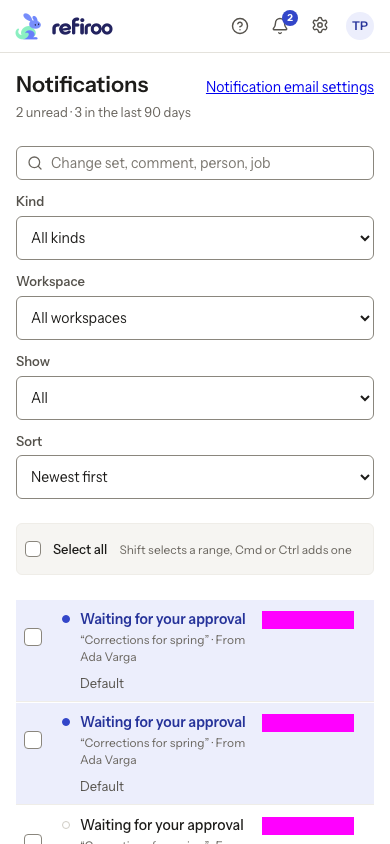 refiroo
2
TP
Notifications
Notification email settings
2 unread · 3 in the last 90 days
Change set, comment, person, job
Kind
All kinds
Workspace
All workspaces
Show
All
Sort
Newest first
Select all
Shift selects a range, Cmd or Ctrl adds one
Waiting for your approval
“Corrections for spring” · From
Ada Varga
Default
Waiting for your approval
“Corrections for spring” · From
Ada Varga
Default
Waiting for your approval